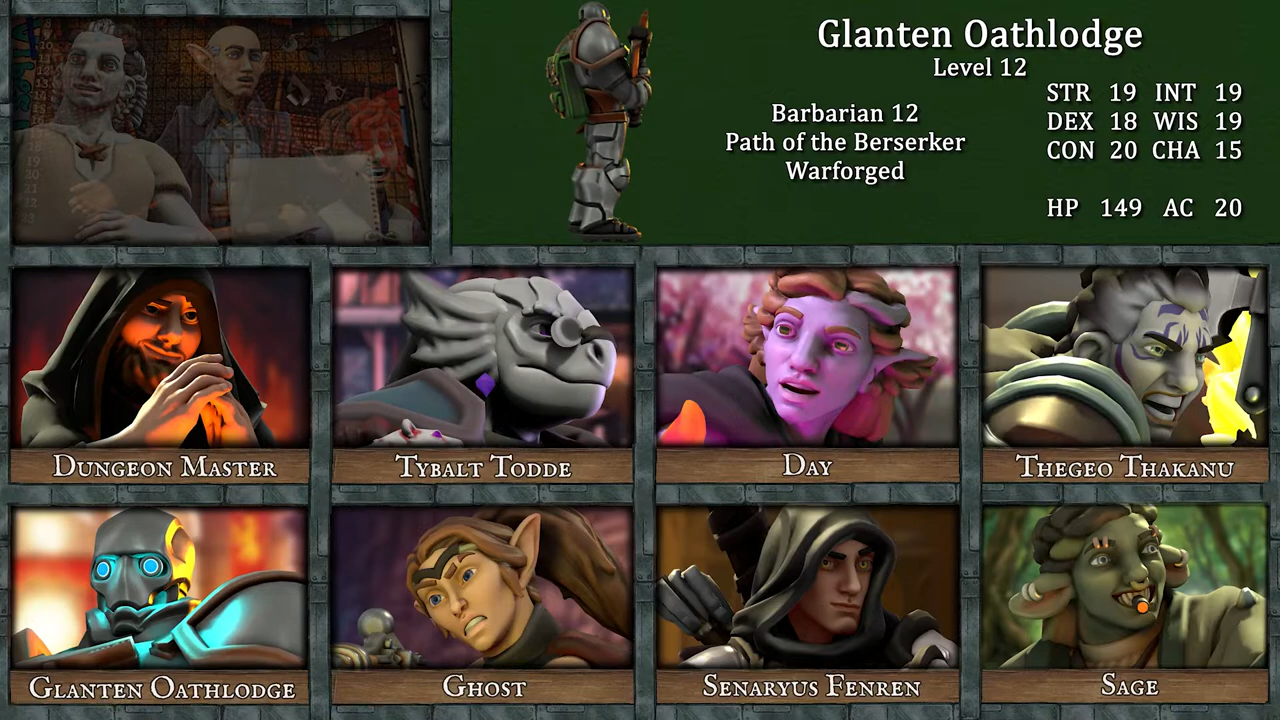 Glanten Oathlodge
Level 12
Barbarian 12
Path of the Berserker
Warforged
STR 19 INT 19
DEX 18 WIS 19
CON 20 CHA 15
HP 149 AC 20
Dungeon Master
Tybalt Todde
Day
Thegeo Thakanu
Glanten Oathlodge
Ghost
Senaryus Fenren
Sage